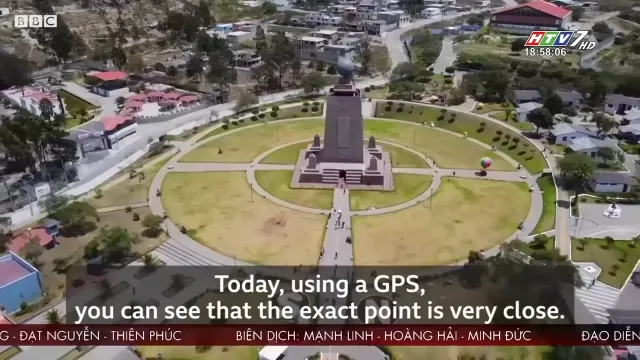 BBC
HTV7 HD
18:58:06
Today, using a GPS,
you can see that the exact point is very close.
G - ĐẠT NGUYỄN - THIÊN PHÚC BIÊN DỊCH: MẠNH LINH - HOÀNG HẢI - MINH ĐỨC ĐẠO DIỄ